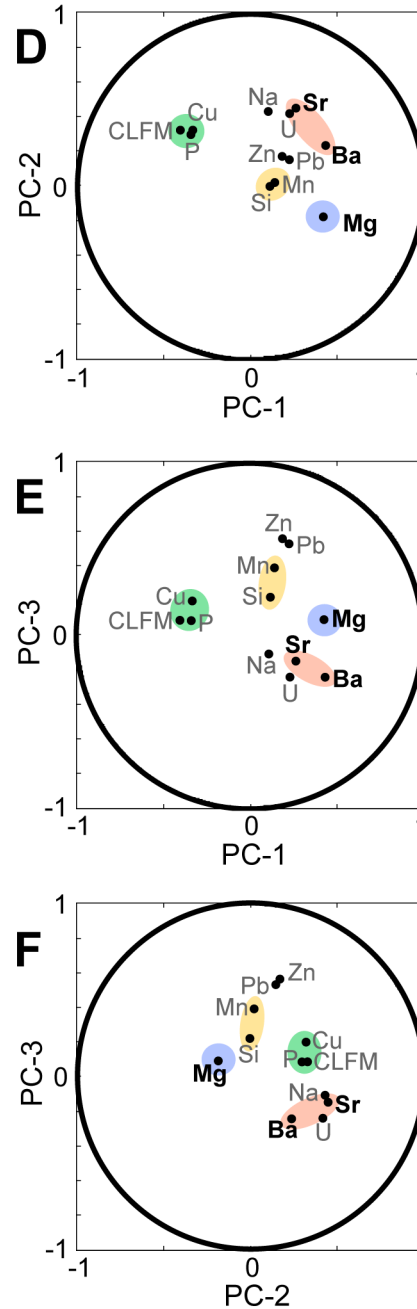 D
1
Na
Sr
CLFM
Cu
U
P
Ba
Zn
Pb
PC-2
0
Mn
Si
Mg
-1
-1
0
PC-1
E
1
Zn
Pb
Mn
Cu
Si
Mg
CLFM
P
PC-3
0
Sr
Na
Ba
U
-1
-1
0
PC-1
F
1
Pb
Zn
Mn
Cu
Si
P
CLFM
Mg
PC-3
0
Na
Sr
Ba
U
-1
-1
0
PC-2